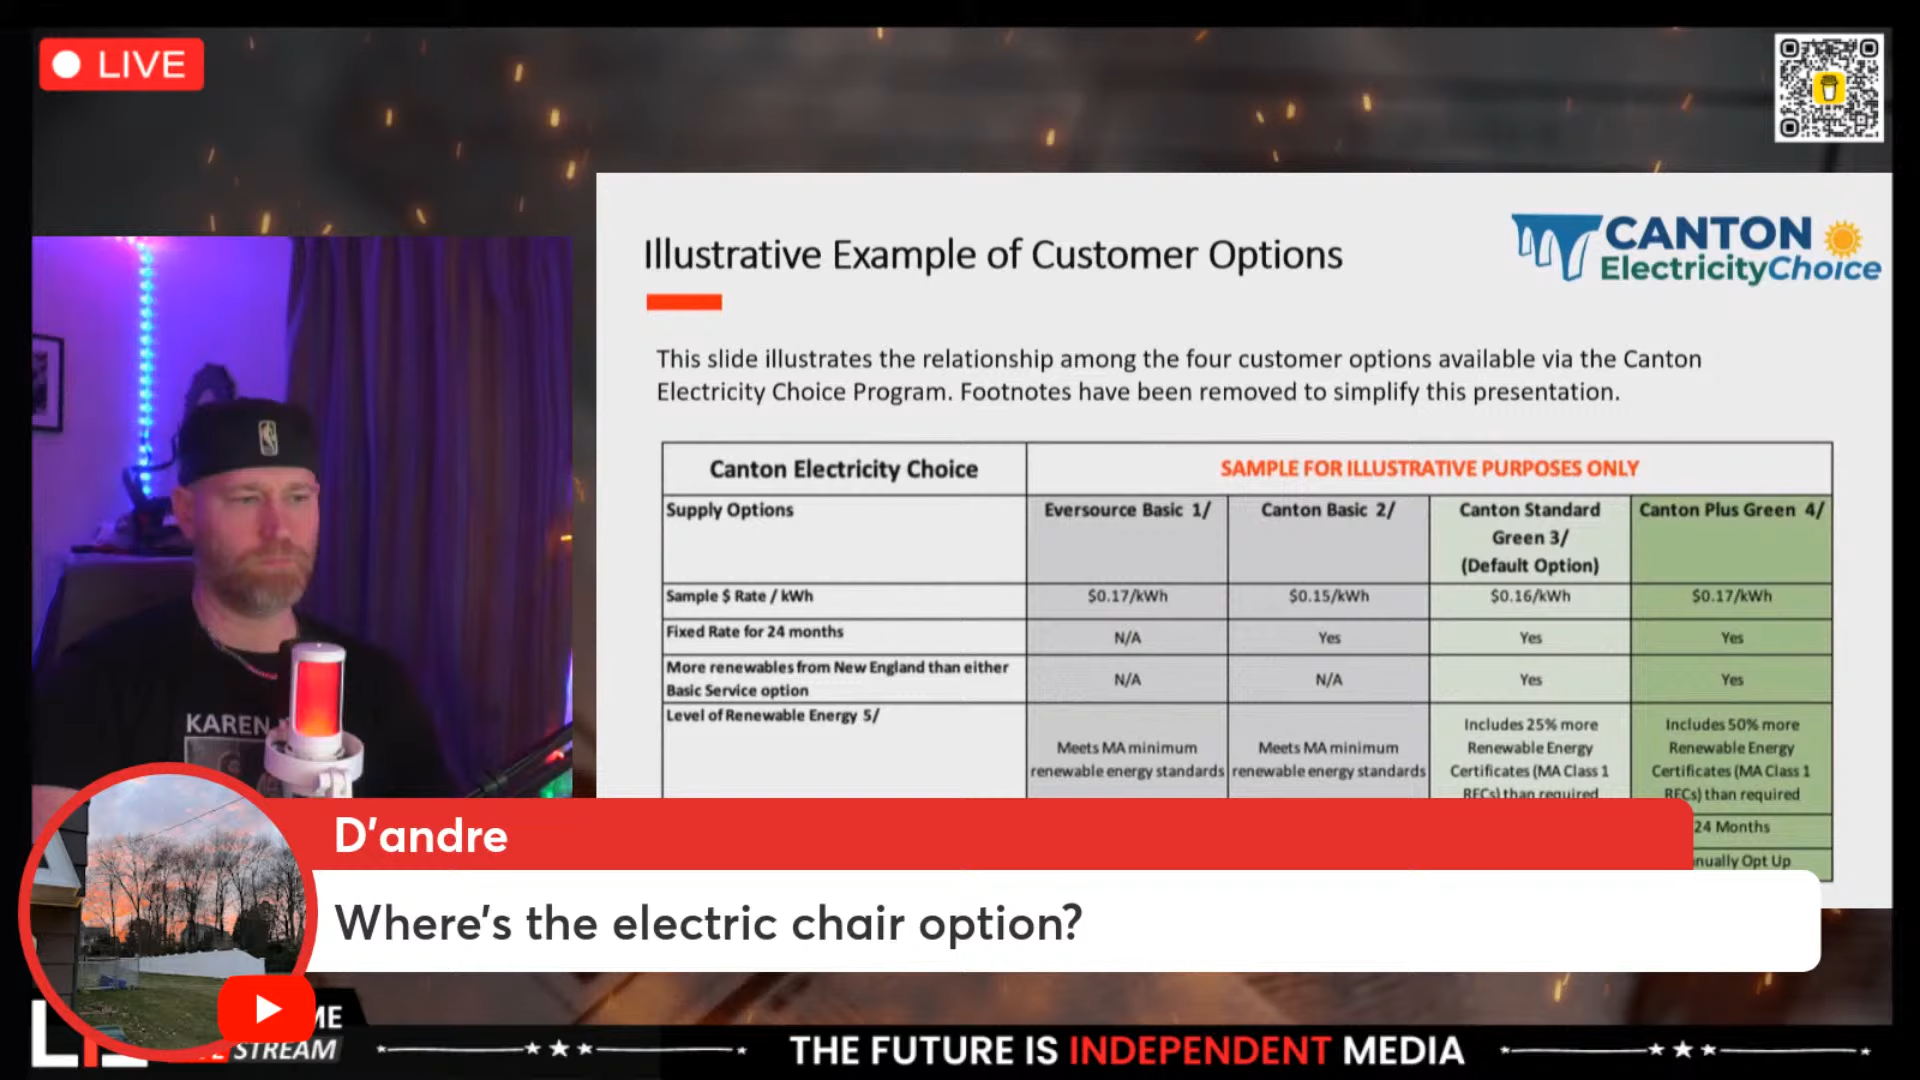 LIVE
Illustrative Example of Customer Options
CANTON
ElectricityChoice
This slide illustrates the relationship among the four customer options available via the Canton
Electricity Choice Program. Footnotes have been removed to simplify this presentation.
Canton Electricity Choice
SAMPLE FOR ILLUSTRATIVE PURPOSES ONLY
Supply Options
Eversource Basic 1/
Canton Basic 2/
Canton Standard
Green 3/
(Default Option)
Canton Plus Green 4/
Sample $ Rate / kWh
$0.17/kWh
$0.15/kWh
$0.16/kWh
$0.17/kWh
Fixed Rate for 24 months
N/A
Yes
Yes
Yes
More renewables from New England than either
Basic Service option
N/A
N/A
Yes
Yes
Level of Renewable Energy 5/
Meets MA minimum
renewable energy standards
Meets MA minimum
renewable energy standards
Includes 25% more
Renewable Energy
Certificates (MA Class 1
RECs) than required
Includes 50% more
Renewable Energy
Certificates (MA Class 1
RECs) than required
24 Months
nually Opt Up
KAREN
D'andre
Where's the electric chair option?
ME
STREAM
THE FUTURE IS INDEPENDENT MEDIA